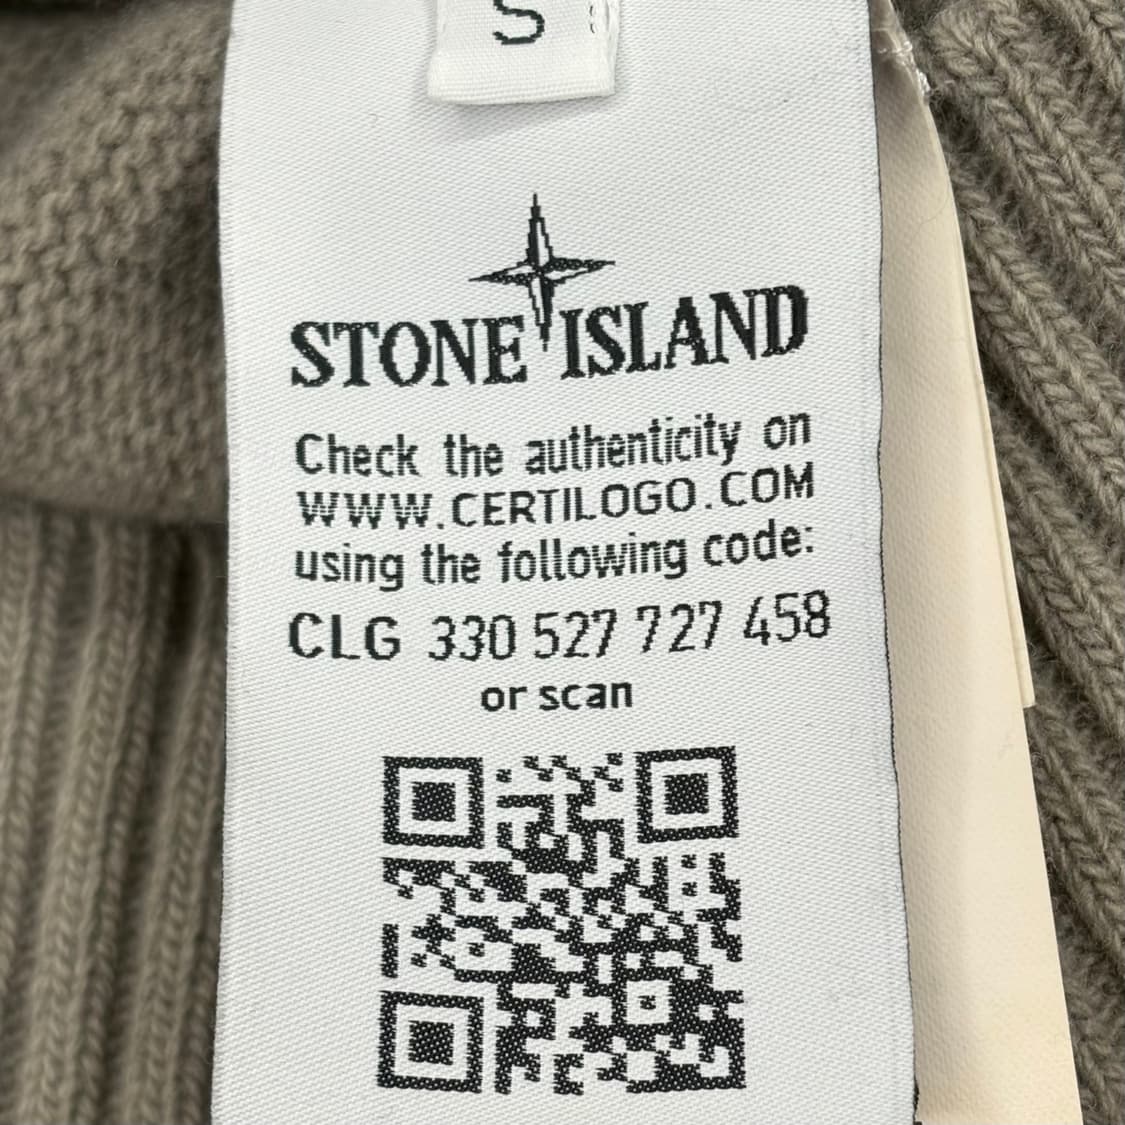 S
STONE ISLAND
Check the authenticity on
WWW.CERTILOGO.COM
using the following code:
CLG 330 527 727 458
or scan